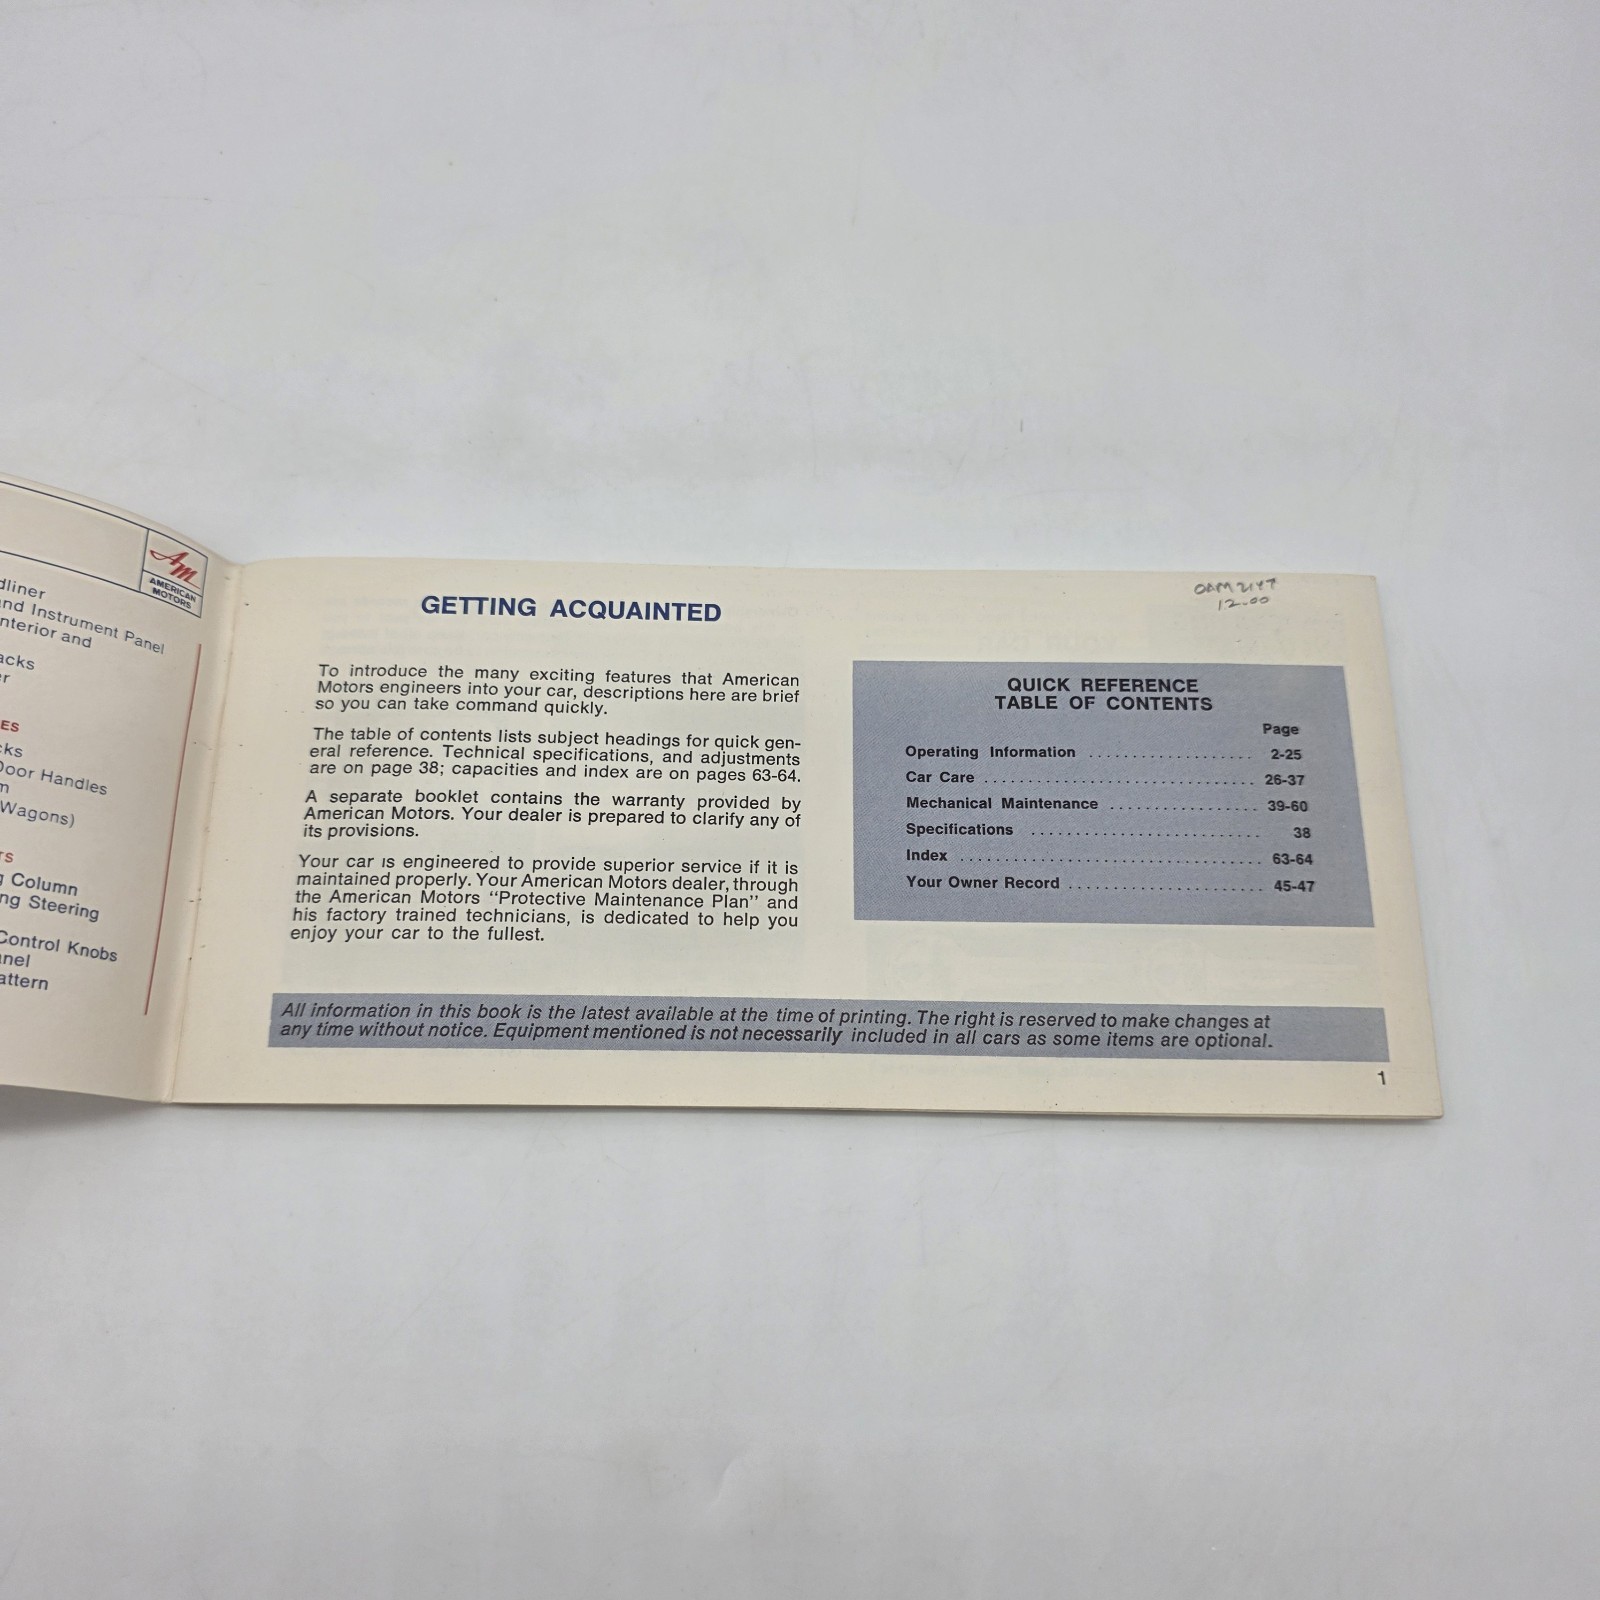 AM
AMERICAN
MOTORS
and Instrument Panel
and
Door Handles
Wagons)
Column
Steering
Control Knobs
GETTING ACQUAINTED
To introduce the many exciting features that American
Motors engineers into your car, descriptions here are brief
so you can take command quickly.
The table of contents lists subject headings for quick gen-
eral reference. Technical specifications, and adjustments
are on page 38; capacities and index are on pages 63-64.
A separate booklet contains the warranty provided by
American Motors. Your dealer is prepared to clarify any of
its provisions.
Your car is engineered to provide superior service if it is
maintained properly. Your American Motors dealer, through
the American Motors "Protective Maintenance Plan" and
his factory trained technicians, is dedicated to help you
enjoy your car to the fullest.
12.00
QUICK REFERENCE
TABLE OF CONTENTS
Page
Operating Information .................. 2-25
Car Care ............................. 26-37
Mechanical Maintenance ................ 39-60
Specifications ......................... 38
Index ................................. 63-64
Your Owner Record ..................... 45-47
All information in this book is the latest available at the time of printing. The right is reserved to make changes at
any time without notice. Equipment mentioned is not necessarily included in all cars as some items are optional.
1